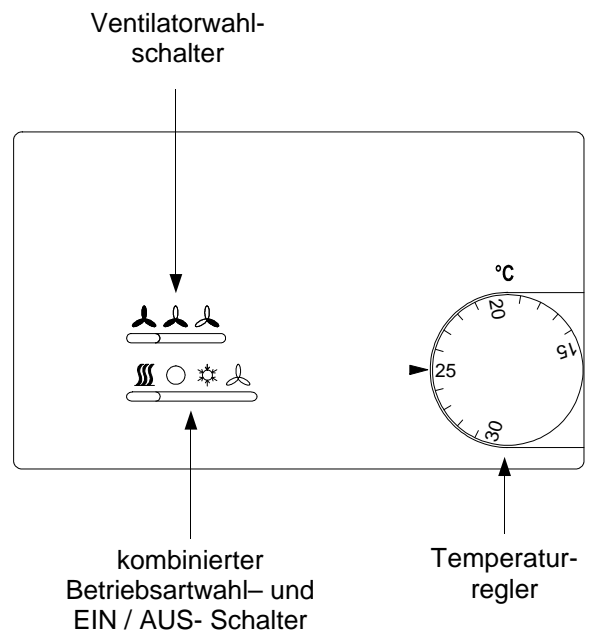 Ventilatorwahl-
schalter
°C
20
15
25
30
kombinierter
Betriebsartwahl– und
EIN / AUS- Schalter
Temperatur-
regler